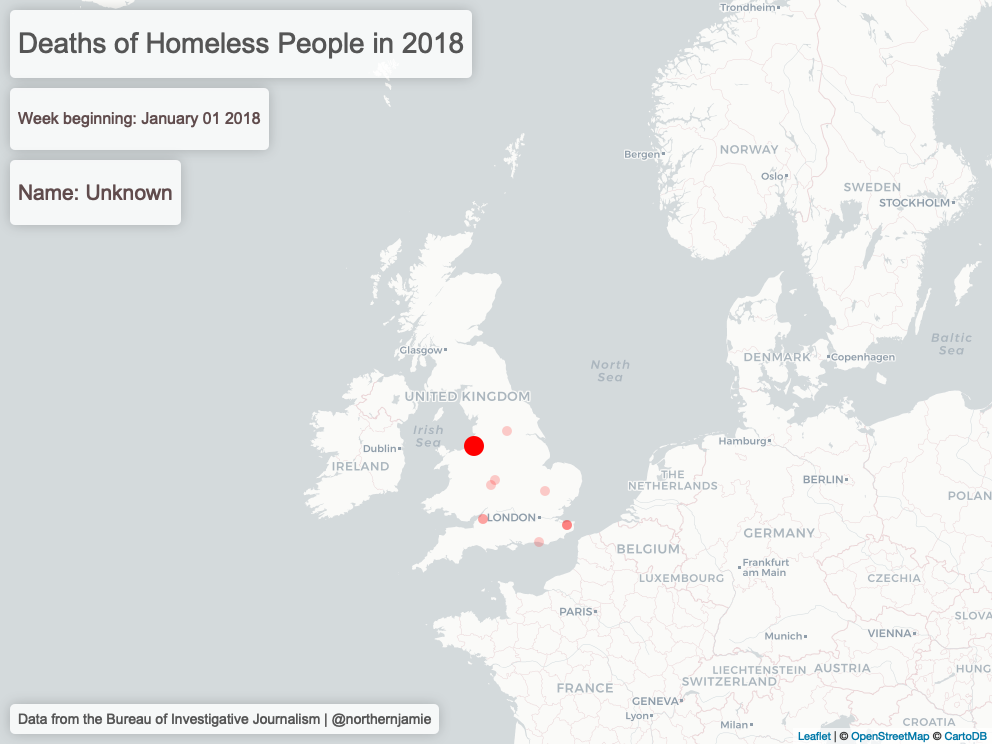 Deaths of Homeless People in 2018
Week beginning: January 01 2018
Name: Unknown
Trondheim
Bergen
NORWAY
Oslo
SWEDEN
STOCKHOLM
Glasgow
North
Sea
DENMARK
Copenhagen
Baltic
Sea
UNITED KINGDOM
Irish
Sea
Dublin
IRELAND
Hamburg
THE
NETHERLANDS
BERLIN
POLAN
LONDON
BELGIUM
GERMANY
Frankfurt
am Main
LUXEMBOURG
CZECHIA
PARIS
SLOVA
Munich
VIENNA
LIECHTENSTEIN
AUSTRIA
HUNG
SWITZERLAND
FRANCE
GENEVA
Lyon
Milan
CROATIA
Data from the Bureau of Investigative Journalism | @northernjamie
Leaflet | © OpenStreetMap © CartoDB